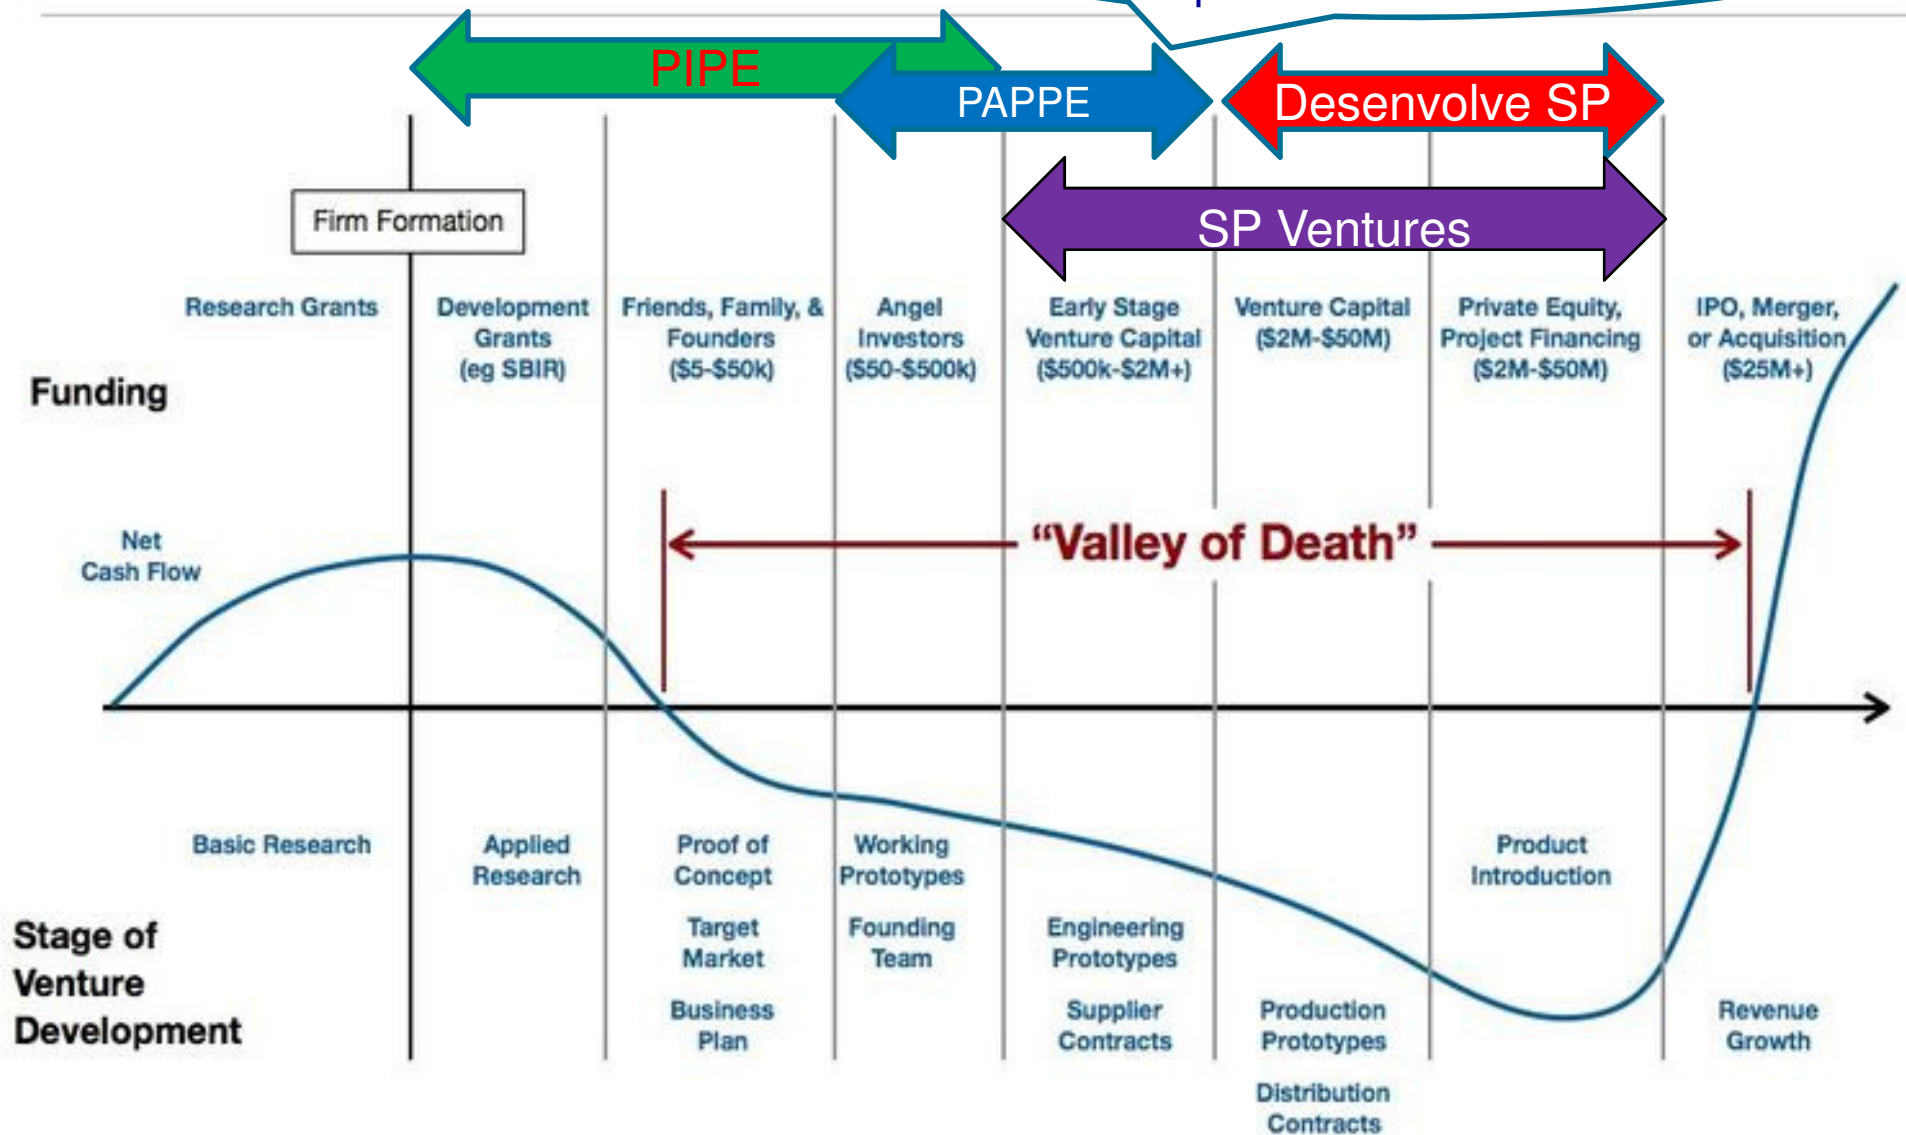 PIPE
PAPPE
Desenvolve SP
SP Ventures
Firm Formation
Research Grants
Development
Grants
(eg SBIR)
Friends, Family, &
Founders
($5-$50k)
Angel
Investors
($50-$500k)
Early Stage
Venture Capital
($500k-$2M+)
Venture Capital
($2M-$50M)
Private Equity,
Project Financing
($2M-$50M)
IPO, Merger,
or Acquisition
($25M+)
Funding
Net
Cash Flow
“Valley of Death”
Basic Research
Applied
Research
Proof of
Concept
Target
Market
Business
Plan
Working
Prototypes
Founding
Team
Engineering
Prototypes
Supplier
Contracts
Production
Prototypes
Distribution
Contracts
Product
Introduction
Revenue
Growth
Stage of
Venture
Development